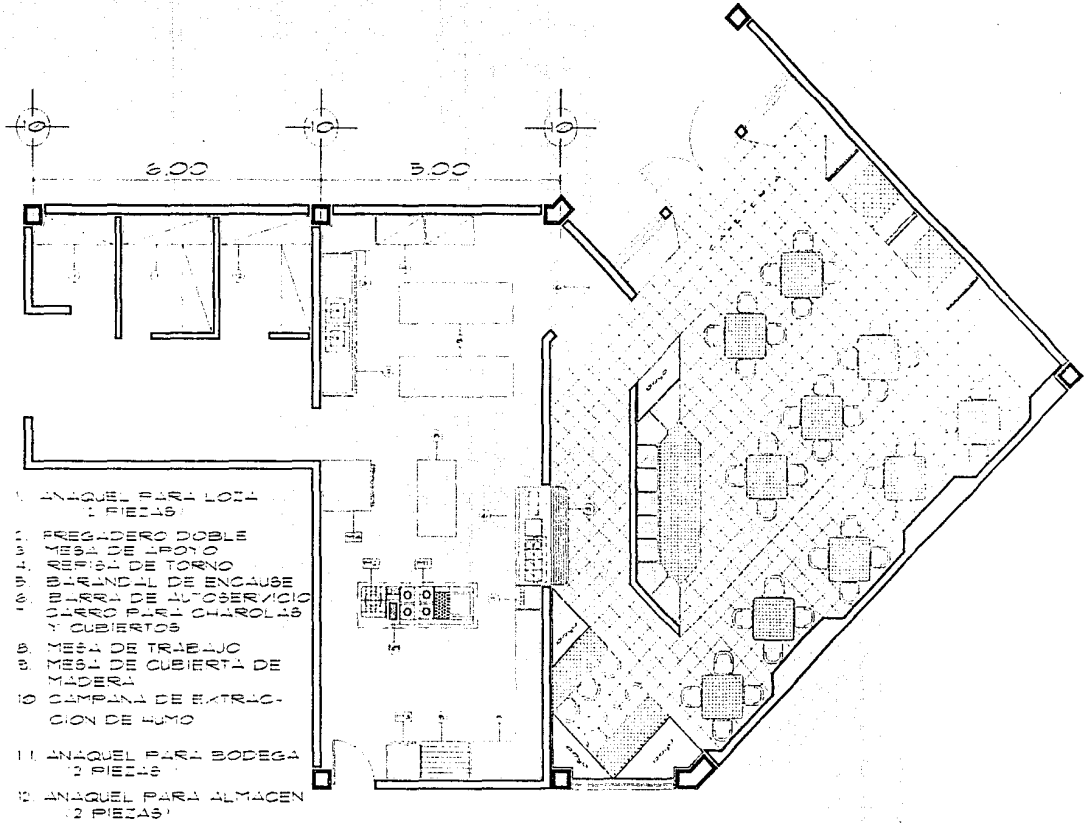 6.00
5.00
1. ANAQUEL PARA LOZA
(2 PIEZAS)
2. FREGADERO DOBLE
3. MESA DE APOYO
4. REPISA DE TORNO
5. BARANDAL DE ENCAUSE
6. BARRA DE AUTOSERVICIO
7. CARRO PARA CHAROLAS
Y CUBIERTOS
8. MESA DE TRABAJO
9. MESA DE CUBIERTA DE
MADERA
10. CAMPANA DE EXTRAC-
CION DE HUMO
11. ANAQUEL PARA BODEGA
(2 PIEZAS)
12. ANAQUEL PARA ALMACEN
(2 PIEZAS)